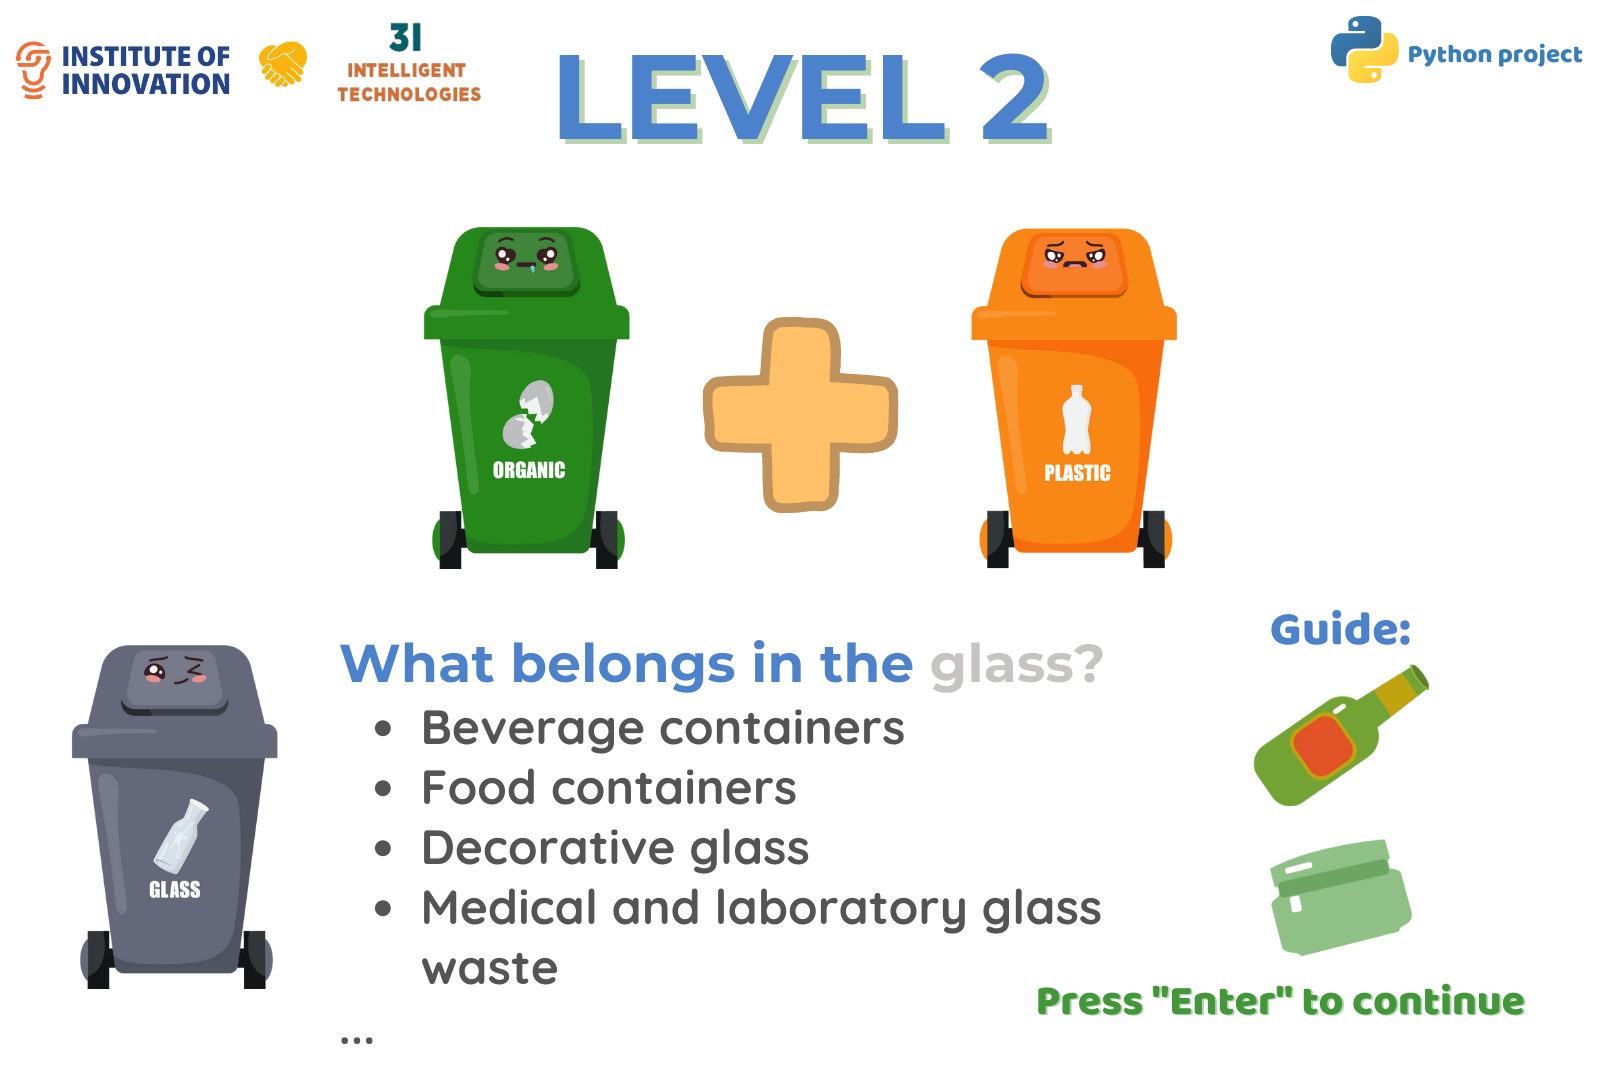 INSTITUTE OF
INNOVATION
3I
INTELLIGENT
TECHNOLOGIES
LEVEL 2
Python project
ORGANIC
PLASTIC
GLASS
What belongs in the glass?
• Beverage containers
• Food containers
• Decorative glass
• Medical and laboratory glass
waste
...
Guide:
Press "Enter" to continue